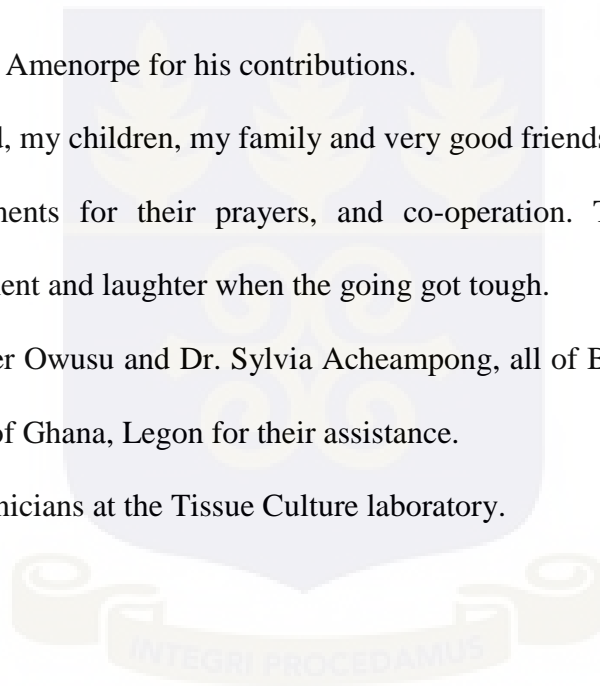 Amenorpe for his contributions.
, my children, my family and very good friends
ments for their prayers, and co-operation.
ent and laughter when the going got tough.
er Owusu and Dr. Sylvia Acheampong, all of
of Ghana, Legon for their assistance.
nicians at the Tissue Culture laboratory.
INTEGRI PROCEDAMUS